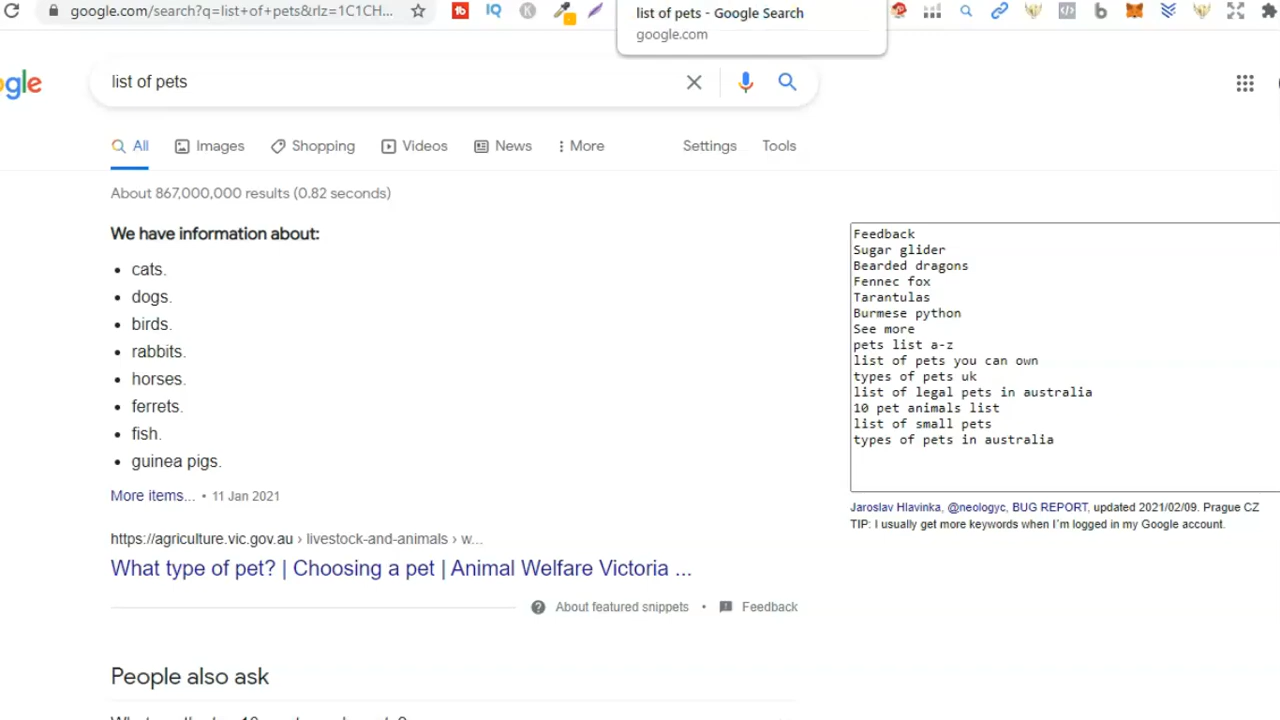 google.com/search?q=list+of+pets&rlz=1C1CH...
list of pets - Google Search
google.com
list of pets
All
Images
Shopping
Videos
News
More
Settings
Tools
About 867,000,000 results (0.82 seconds)
We have information about:
• cats.
• dogs.
• birds.
• rabbits.
• horses.
• ferrets.
• fish.
• guinea pigs.
More items... • 11 Jan 2021
https://agriculture.vic.gov.au › livestock-and-animals › w...
What type of pet? | Choosing a pet | Animal Welfare Victoria ...
About featured snippets • Feedback
People also ask
Feedback
Sugar glider
Bearded dragons
Fennec fox
Tarantulas
Burmese python
See more
pets list a-z
list of pets you can own
types of pets uk
list of legal pets in australia
10 pet animals list
list of small pets
types of pets in australia
Jaroslav Hlavinka, @neologyc, BUG REPORT, updated 2021/02/09. Prague CZ
TIP: I usually get more keywords when I'm logged in my Google account.